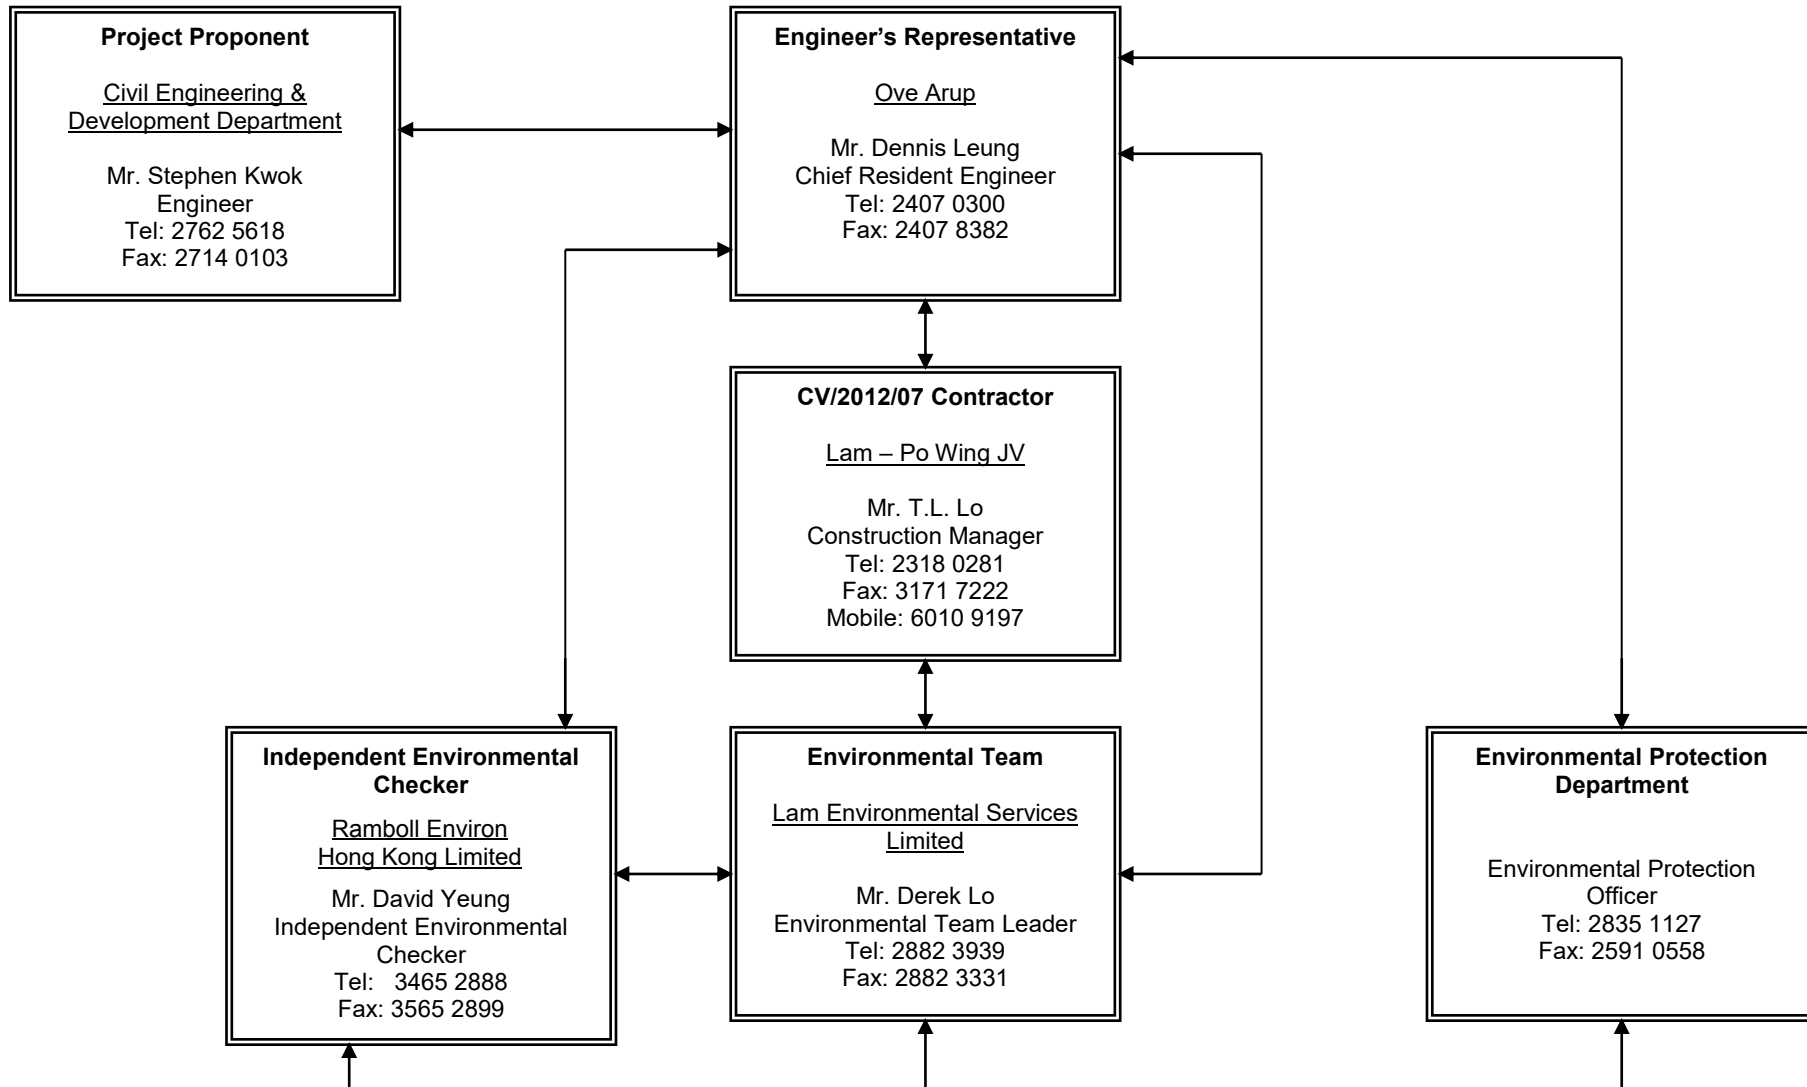 Project Proponent
Civil Engineering &
Development Department
Mr. Stephen Kwok
Engineer
Tel: 2762 5618
Fax: 2714 0103
Engineer’s Representative
Ove Arup
Mr. Dennis Leung
Chief Resident Engineer
Tel: 2407 0300
Fax: 2407 8382
CV/2012/07 Contractor
Lam – Po Wing JV
Mr. T.L. Lo
Construction Manager
Tel: 2318 0281
Fax: 3171 7222
Mobile: 6010 9197
Independent Environmental
Checker
Ramboll Environ
Hong Kong Limited
Mr. David Yeung
Independent Environmental
Checker
Tel: 3465 2888
Fax: 3565 2899
Environmental Team
Lam Environmental Services
Limited
Mr. Derek Lo
Environmental Team Leader
Tel: 2882 3939
Fax: 2882 3331
Environmental Protection
Department
Environmental Protection
Officer
Tel: 2835 1127
Fax: 2591 0558